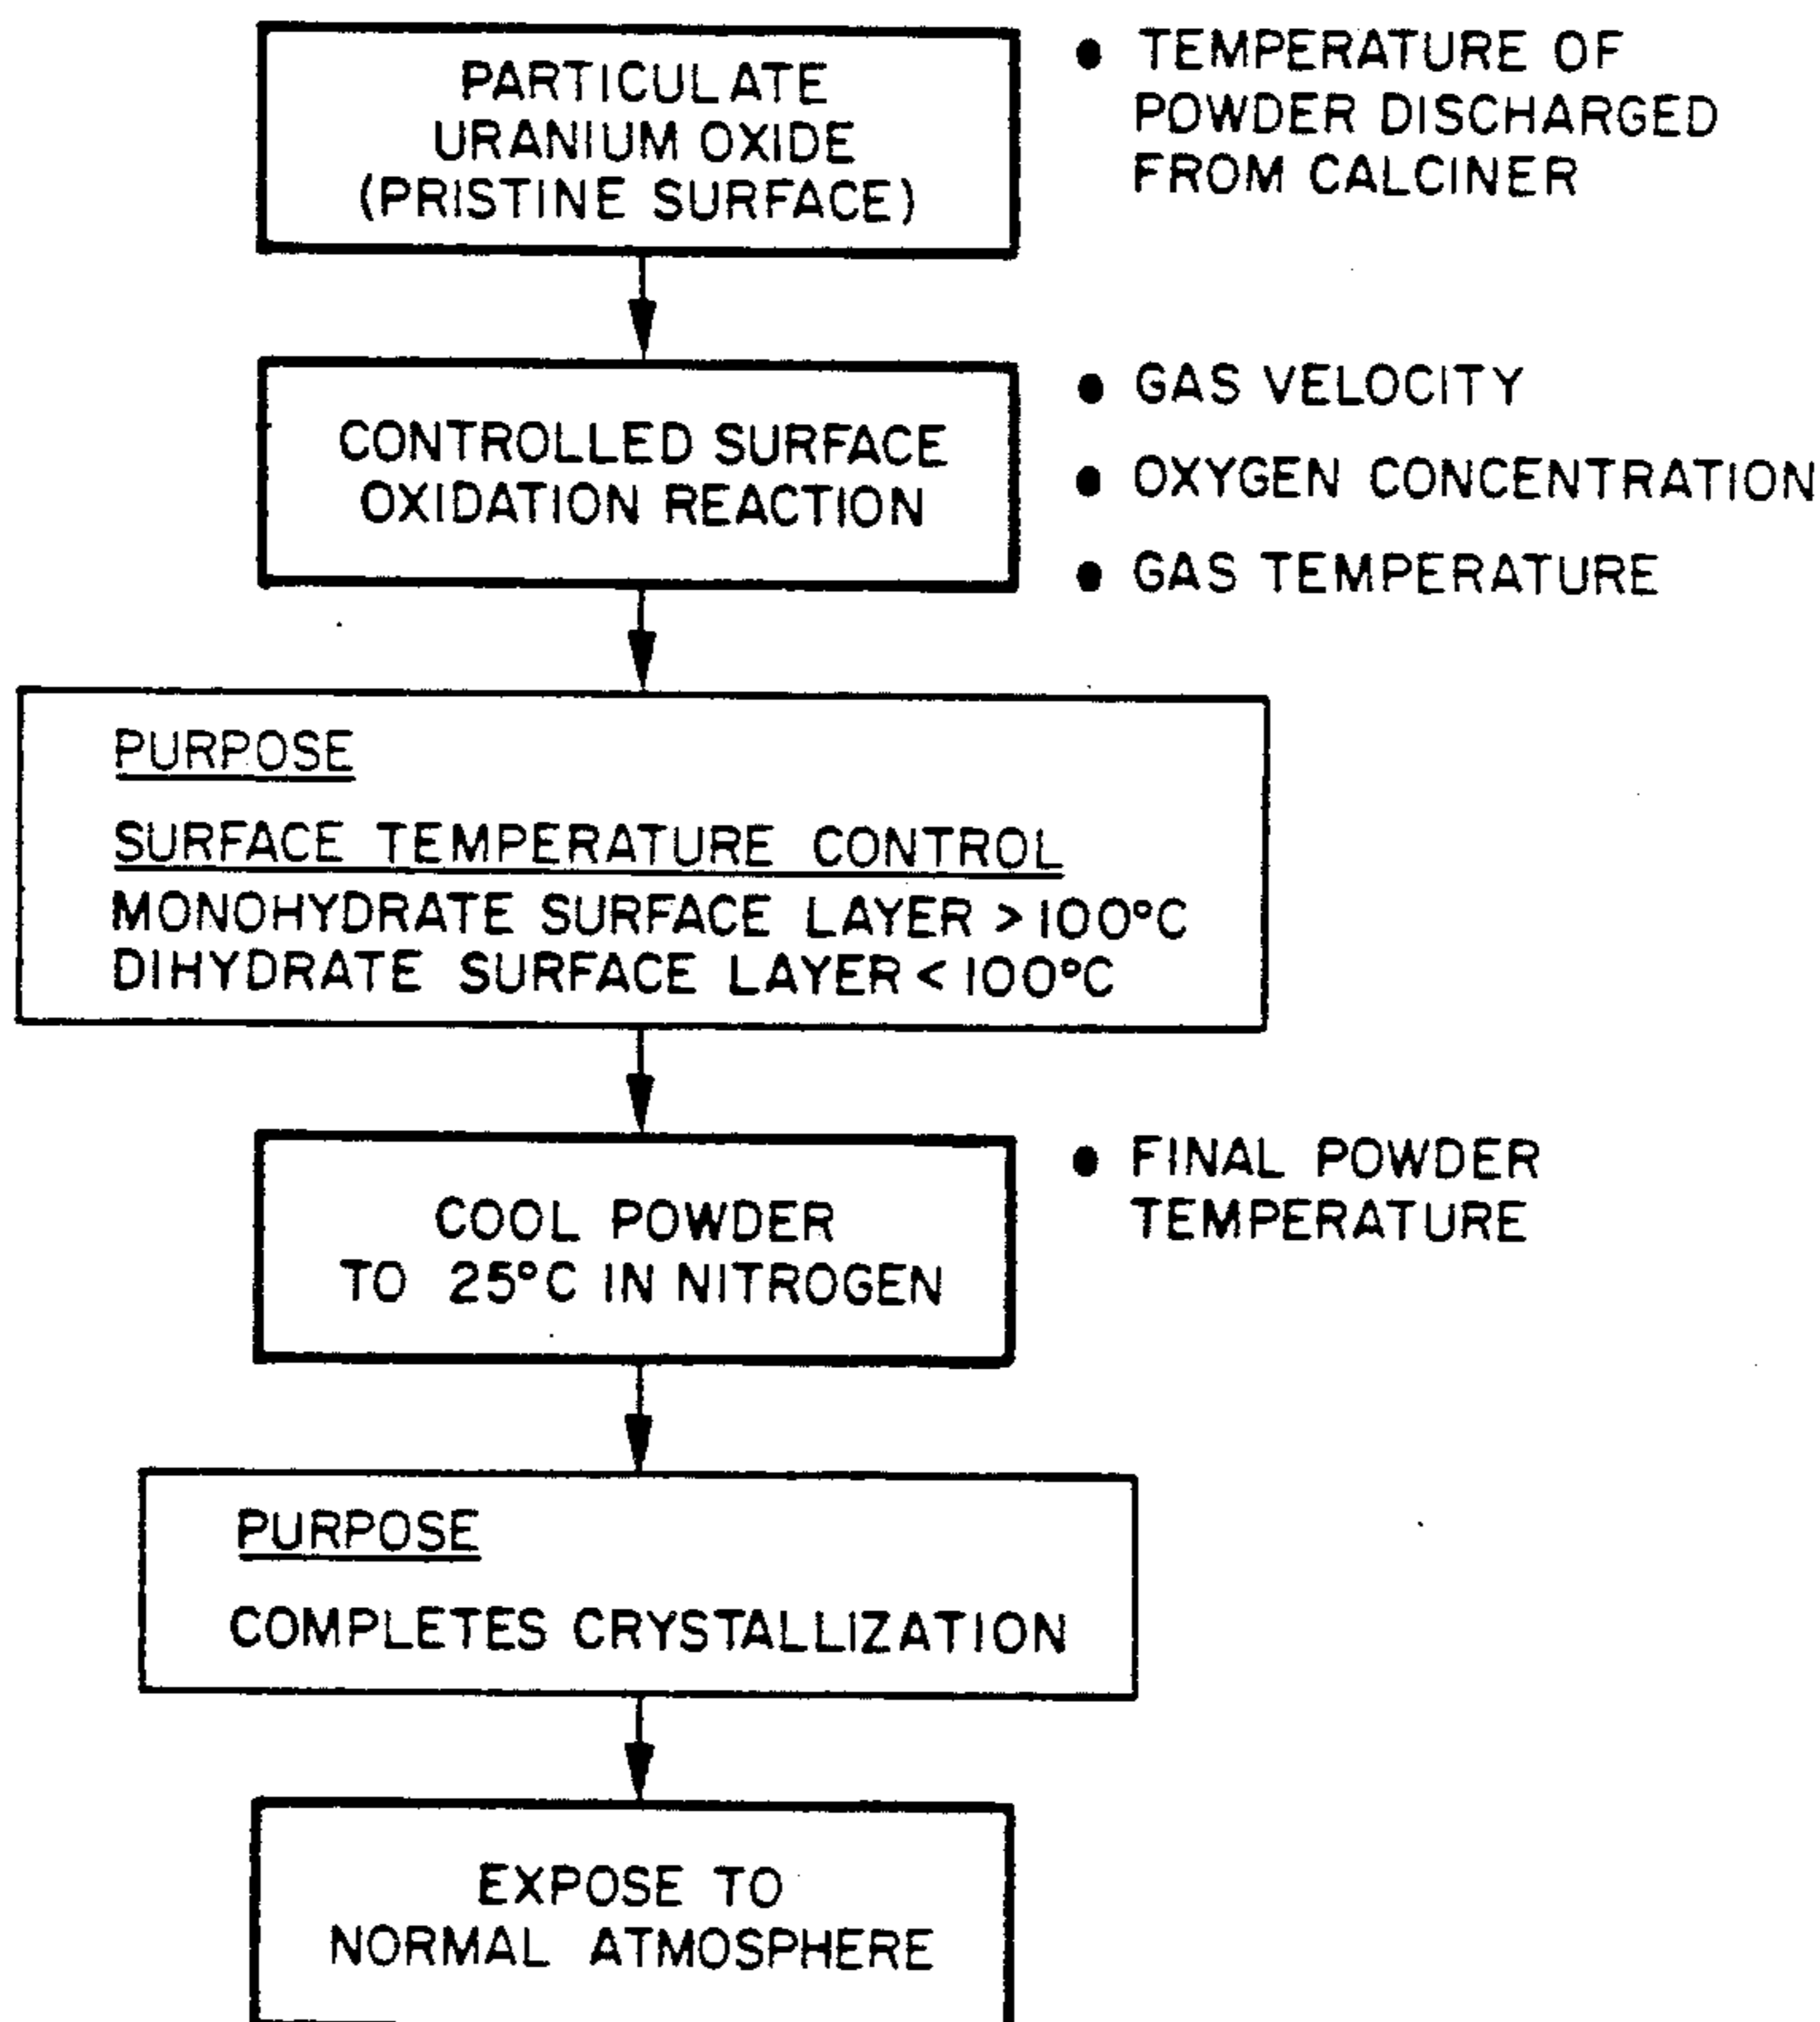 PARTICULATE
URANIUM OXIDE
(PRISTINE SURFACE)
● TEMPERATURE OF
POWDER DISCHARGED
FROM CALCINER
CONTROLLED SURFACE
OXIDATION REACTION
● GAS VELOCITY
● OXYGEN CONCENTRATION
● GAS TEMPERATURE
PURPOSE
SURFACE TEMPERATURE CONTROL
MONOHYDRATE SURFACE LAYER > 100°C
DIHYDRATE SURFACE LAYER < 100°C
COOL POWDER
TO 25°C IN NITROGEN
● FINAL POWDER
TEMPERATURE
PURPOSE
COMPLETES CRYSTALLIZATION
EXPOSE TO
NORMAL ATMOSPHERE